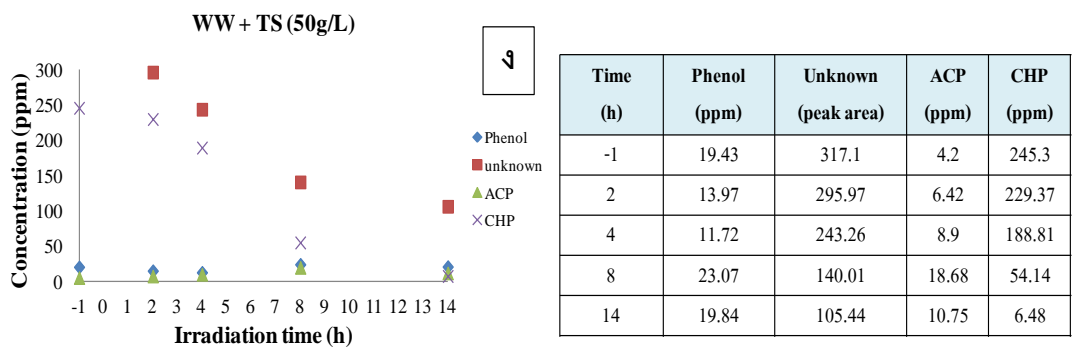 WW + TS (50g/L)
300
250
200
150
100
50
0
Concentration (ppm)
-1 0 1 2 3 4 5 6 7 8 9 10 11 12 13 14
Irradiation time (h)
Phenol
unknown
ACP
CHP
Time (h) Phenol (ppm) Unknown (peak area) ACP (ppm) CHP (ppm)
-1 19.43 317.1 4.2 245.3
2 13.97 295.97 6.42 229.37
4 11.72 243.26 8.9 188.81
8 23.07 140.01 18.68 54.14
14 19.84 105.44 10.75 6.48